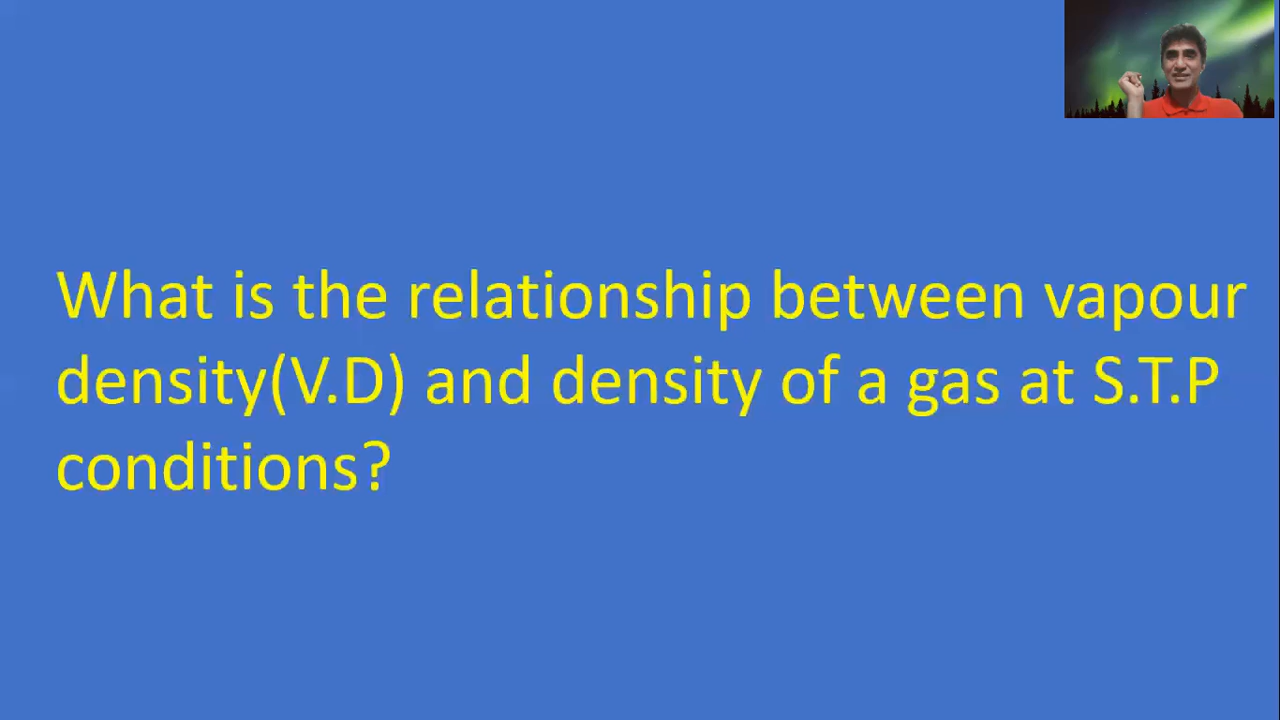 What is the relationship between vapour
density(V.D) and density of a gas at S.T.P
conditions?